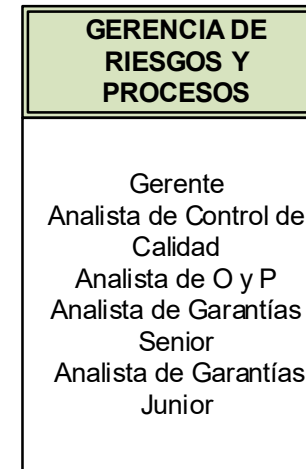 GERENCIA DE
RIESGOS Y
PROCESOS
Gerente
Analista de Control de
Calidad
Analista de O y P
Analista de Garantías
Senior
Analista de Garantías
Junior